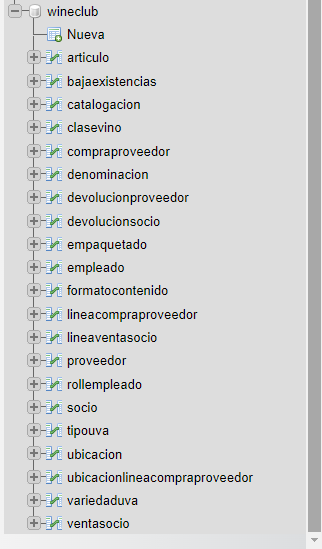 wineclub
Nueva
articulo
bajaexistencias
catalogacion
clasevino
compraproveedor
denominacion
devolucionproveedor
devolucionsocio
empaquetado
empleado
formatocontenido
lineacompraproveedor
lineaventasocio
proveedor
rollempleado
socio
tipouva
ubicacion
ubicacionlineacompraproveedor
variedaduva
ventasocio